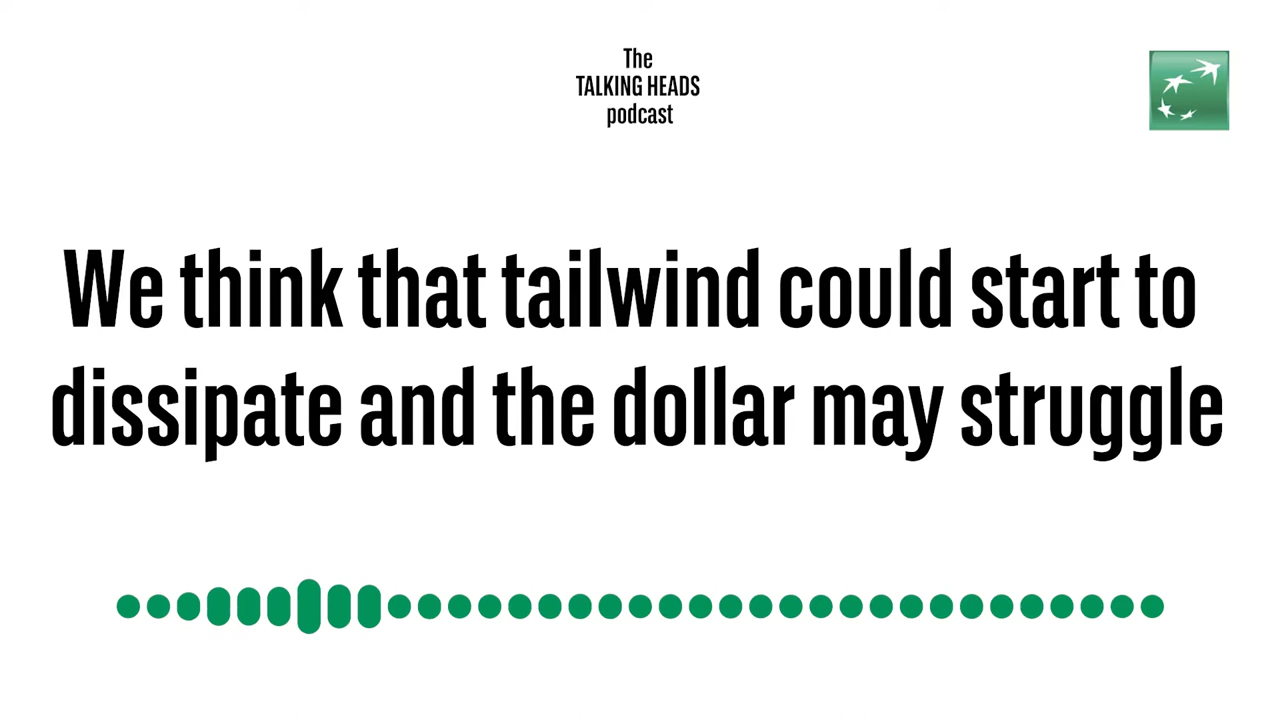 The
TALKING HEADS
podcast
We think that tailwind could start to
dissipate and the dollar may struggle